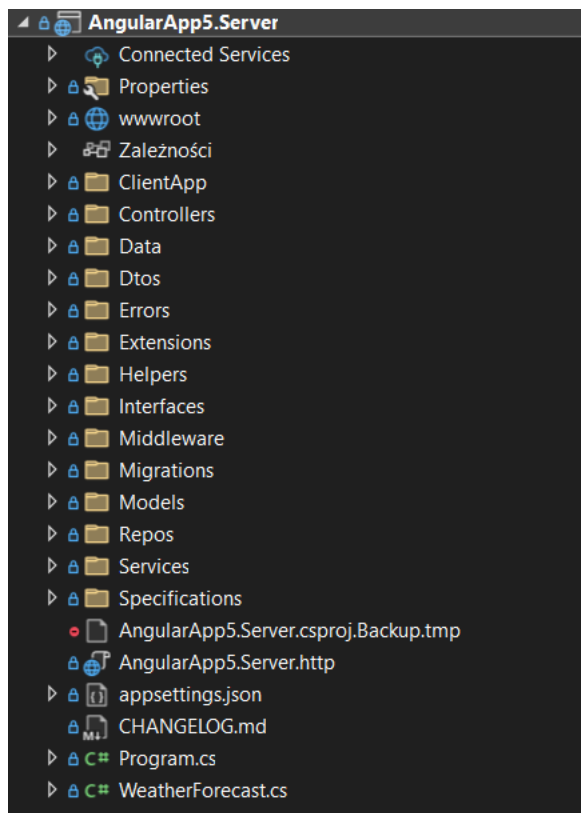 AngularApp5.Server
Connected Services
Properties
wwwroot
Zależności
ClientApp
Controllers
Data
Dtos
Errors
Extensions
Helpers
Interfaces
Middleware
Migrations
Models
Repos
Services
Specifications
AngularApp5.Server.csproj.Backup.tmp
AngularApp5.Server.http
appsettings.json
CHANGELOG.md
C# Program.cs
C# WeatherForecast.cs